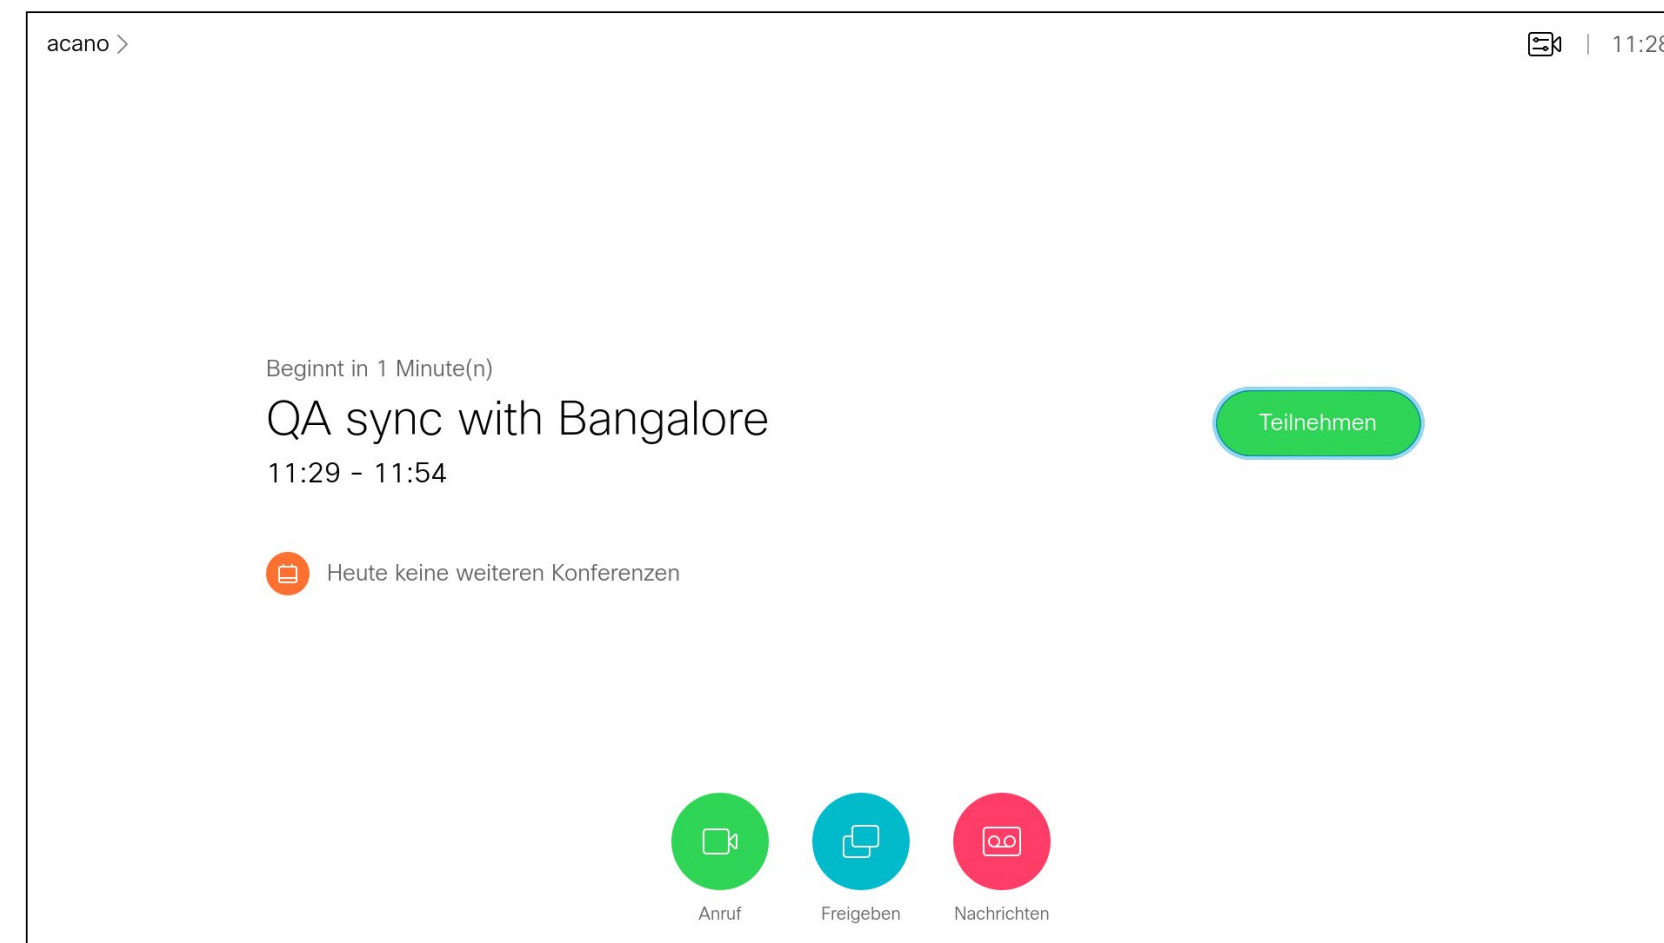 acano
11:28
Beginnt in 1 Minute(n)
QA sync with Bangalore
Teilnehmen
11:29 - 11:54
Heute keine weiteren Konferenzen
Anruf
Freigeben
Nachrichten